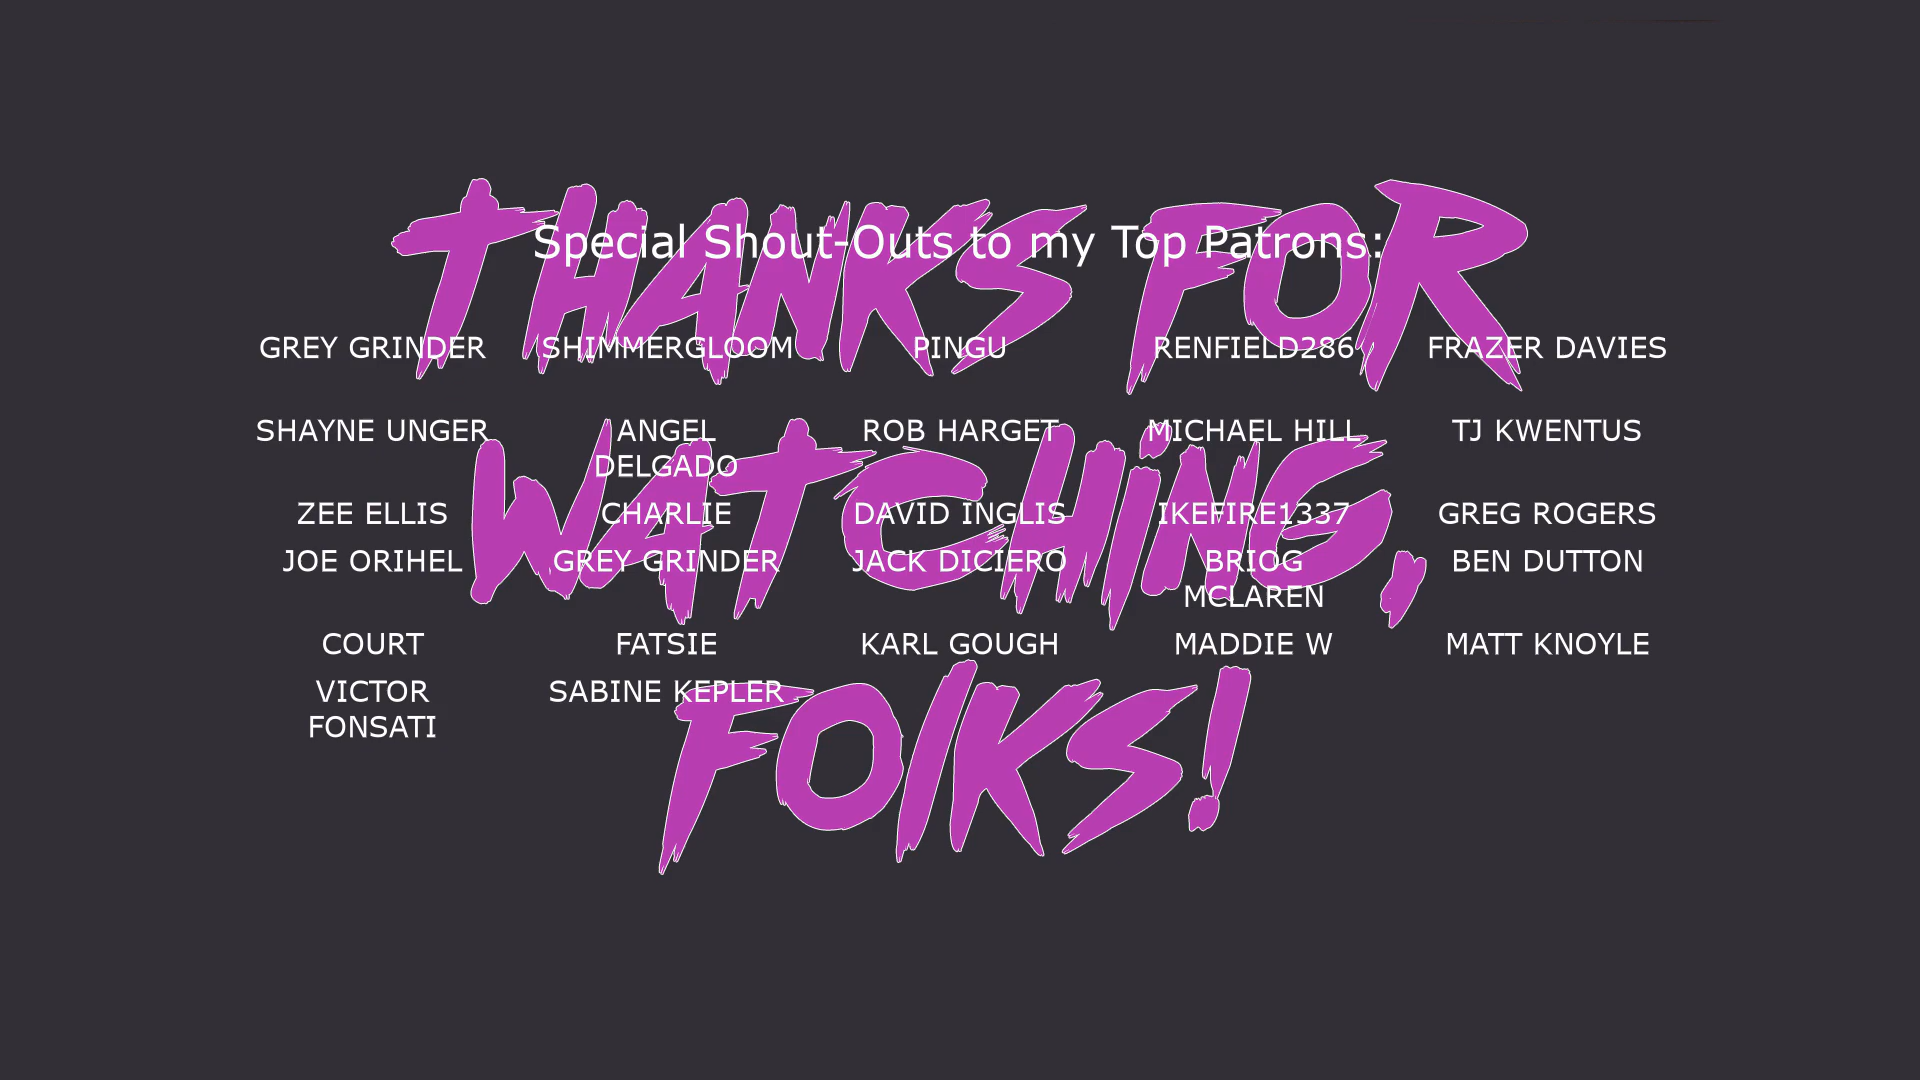 THANKS FOR
WATCHING,
FOLKS!
Special Shout-Outs to my Top Patrons:
GREY GRINDER SHIMMERGLOOM PINGU RENFIELD286 FRAZER DAVIES
SHAYNE UNGER ANGEL DELGADO ROB HARGET MICHAEL HILL TJ KWENTUS
ZEE ELLIS CHARLIE DAVID INGLIS IKEFIRE1337 GREG ROGERS
JOE ORIHEL GREY GRINDER JACK DICIERO BRIOG MCLAREN BEN DUTTON
COURT FATSIE KARL GOUGH MADDIE W MATT KNOYLE
VICTOR FONSATI SABINE KEPLER